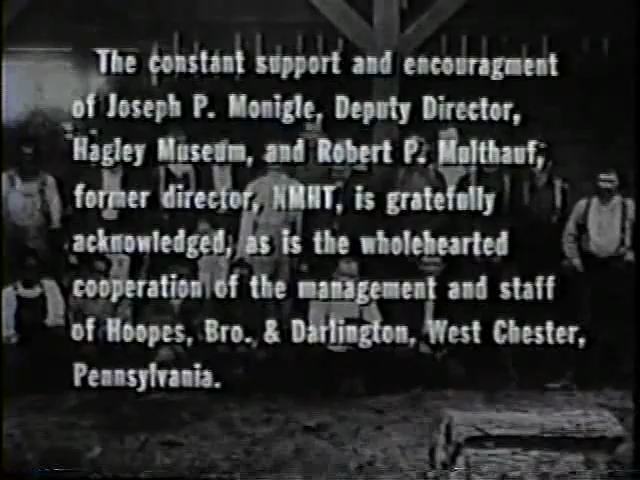 The constant support and encouragment
of Joseph P. Monigle, Deputy Director,
Hagley Museum, and Robert P. Multhauf,
former director, NMHT, is gratefully
acknowledged, as is the wholehearted
cooperation of the management and staff
of Hoopes, Bro. & Darlington, West Chester,
Pennsylvania.